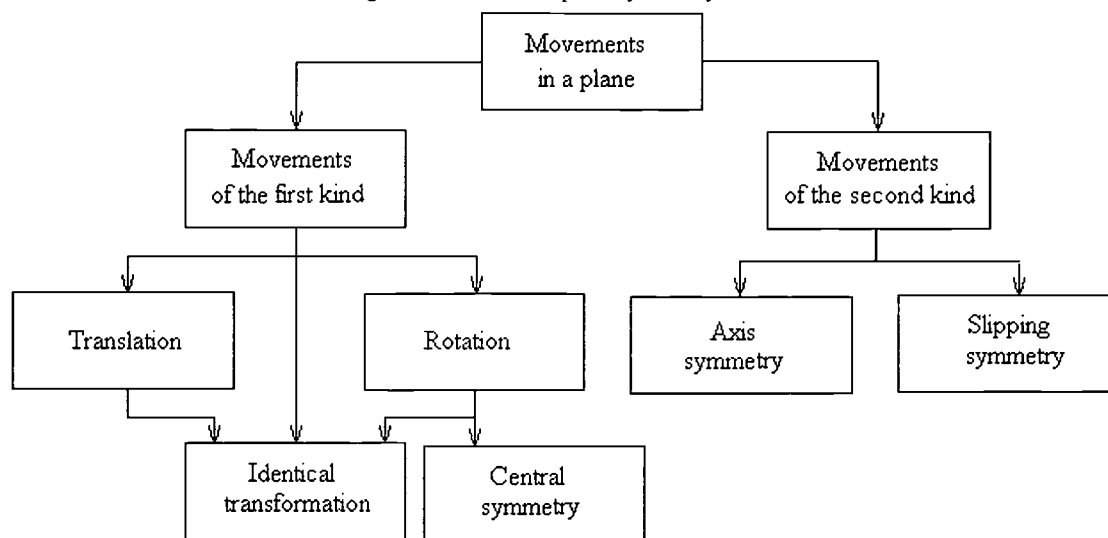 Movements
in a plane
Movements
of the first kind
Movements
of the second kind
Translation
Rotation
Axis
symmetry
Slipping
symmetry
Identical
transformation
Central
symmetry